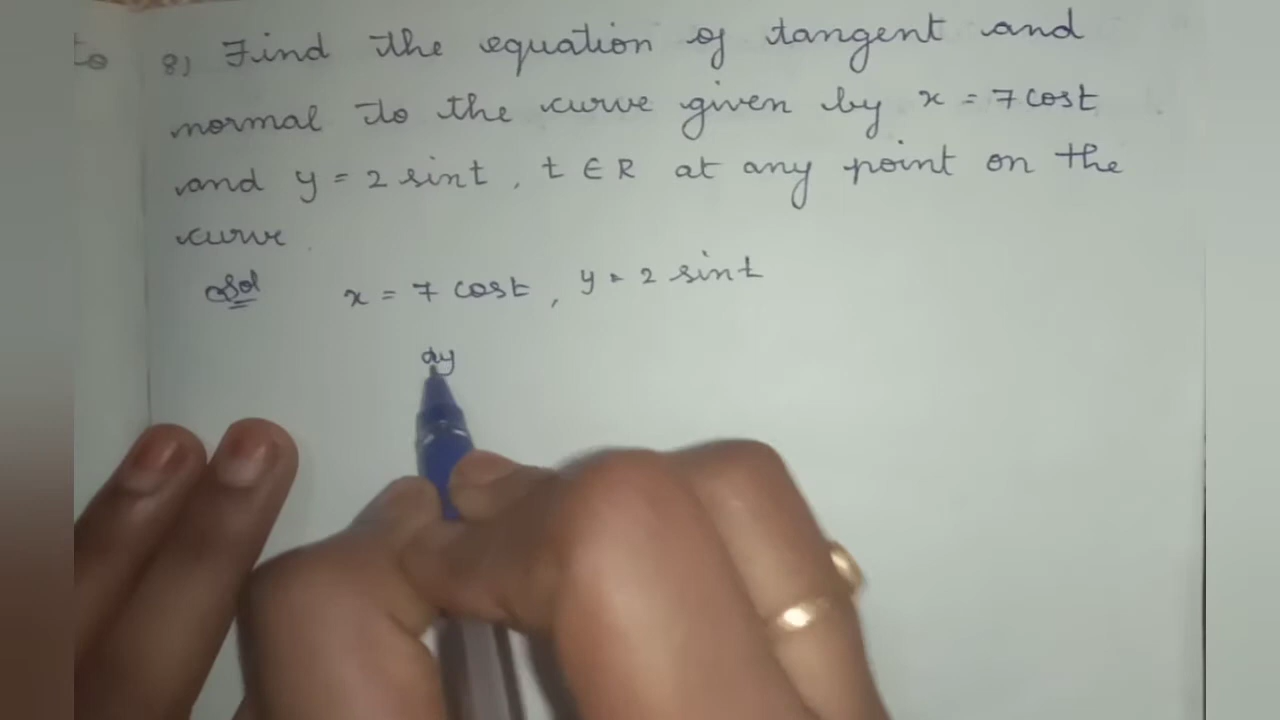 to
8) Find the equation of tangent and
normal to the curve given by x = 7 cost
and y = 2 sint, t ∈ R at any point on the
curve.
Sol x = 7 cost, y = 2 sint
dy